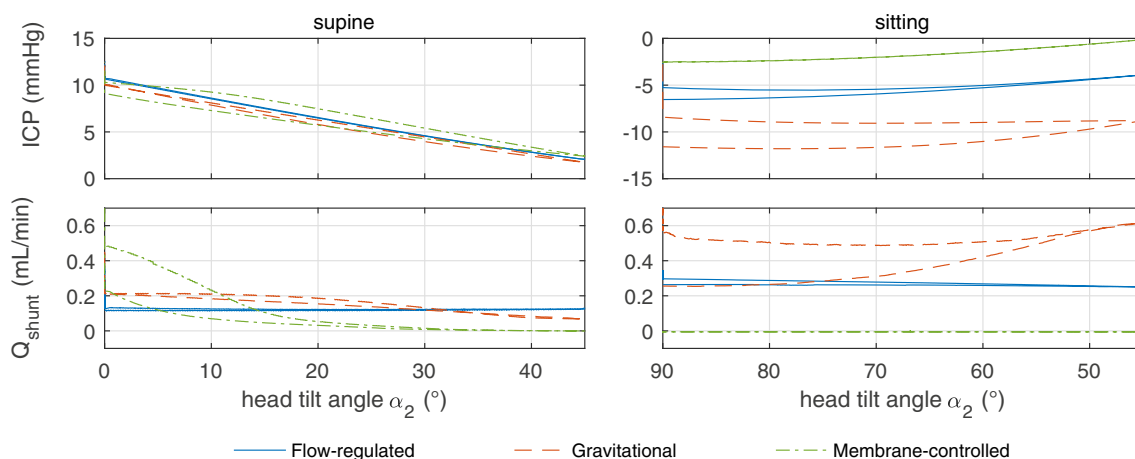 supine
sitting
ICP (mmHg)
15
10
5
0
0
-5
-10
-15
Q_shunt (mL/min)
0.6
0.4
0.2
0
0.6
0.4
0.2
0
0 10 20 30 40
90 80 70 60 50
head tilt angle α_2 (°)
head tilt angle α_2 (°)
Flow-regulated
Gravitational
Membrane-controlled